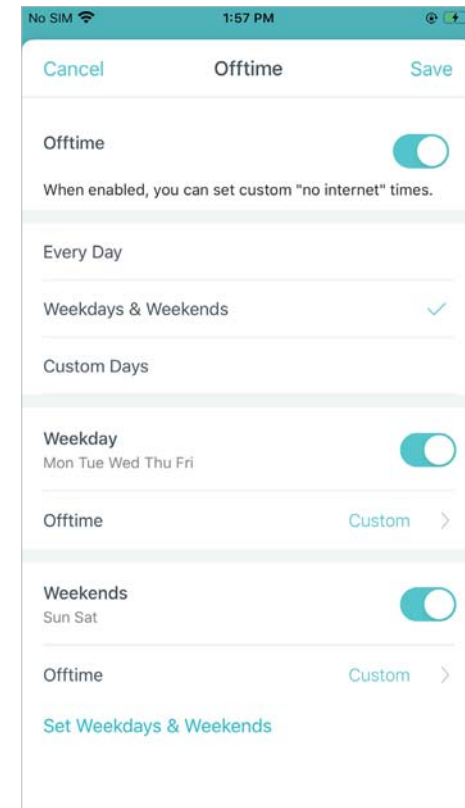 No SIM 1:57 PM
Cancel Offtime Save
Offtime
When enabled, you can set custom "no internet" times.
Every Day
Weekdays & Weekends
Custom Days
Weekday
Mon Tue Wed Thu Fri
Offtime Custom
Weekends
Sun Sat
Offtime Custom
Set Weekdays & Weekends